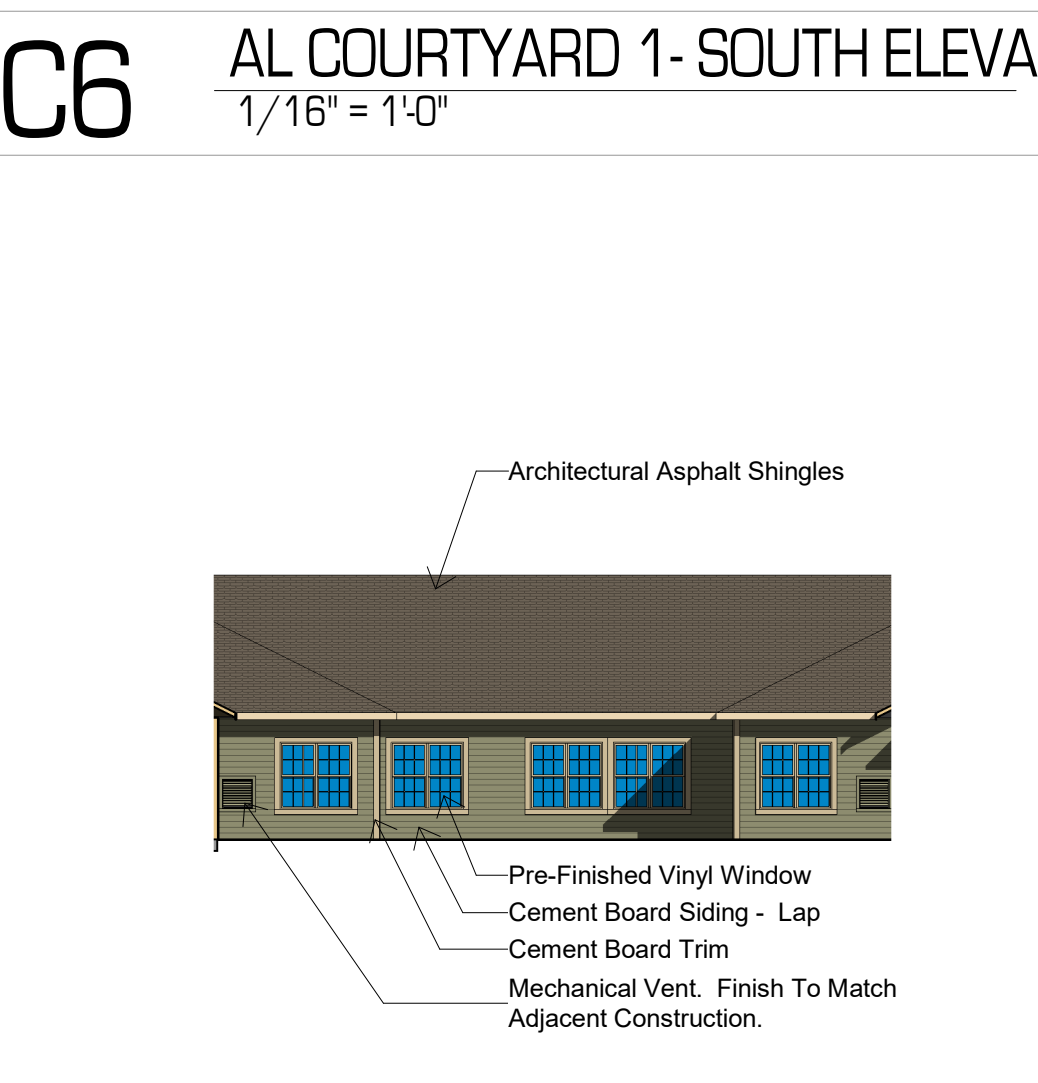 C6
AL COURTYARD 1- SOUTH ELEVA
1/16" = 1'-0"
Architectural Asphalt Shingles
Pre-Finished Vinyl Window
Cement Board Siding - Lap
Cement Board Trim
Mechanical Vent. Finish To Match
Adjacent Construction.